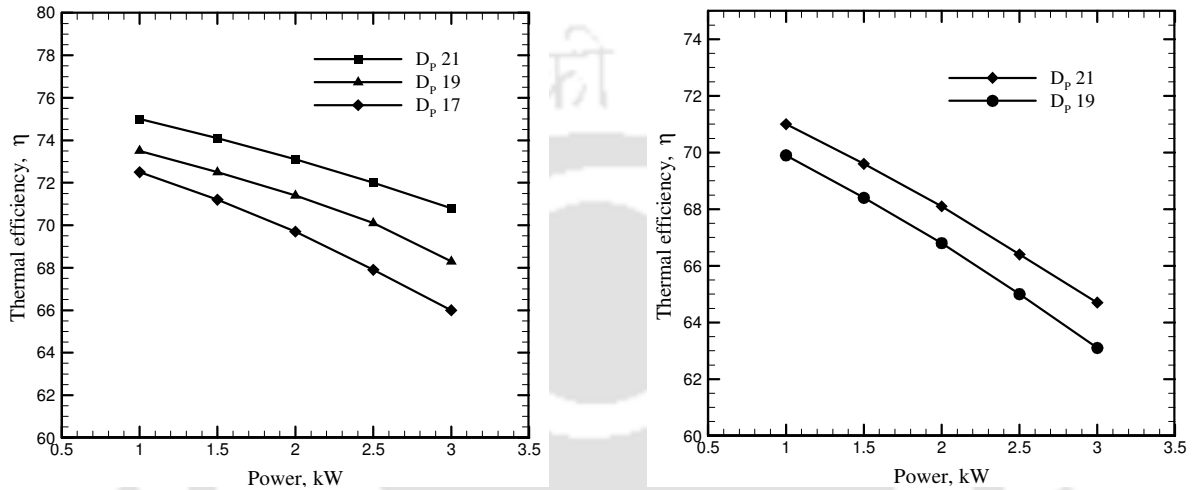 80
78
76
74
72
70
68
66
64
62
60
0.5 1 1.5 2 2.5 3 3.5
Thermal efficiency, η
Power, kW
D_P 21
D_P 19
D_P 17
74
72
70
68
66
64
62
60
0.5 1 1.5 2 2.5 3 3.5
Thermal efficiency, η
Power, kW
D_P 21
D_P 19